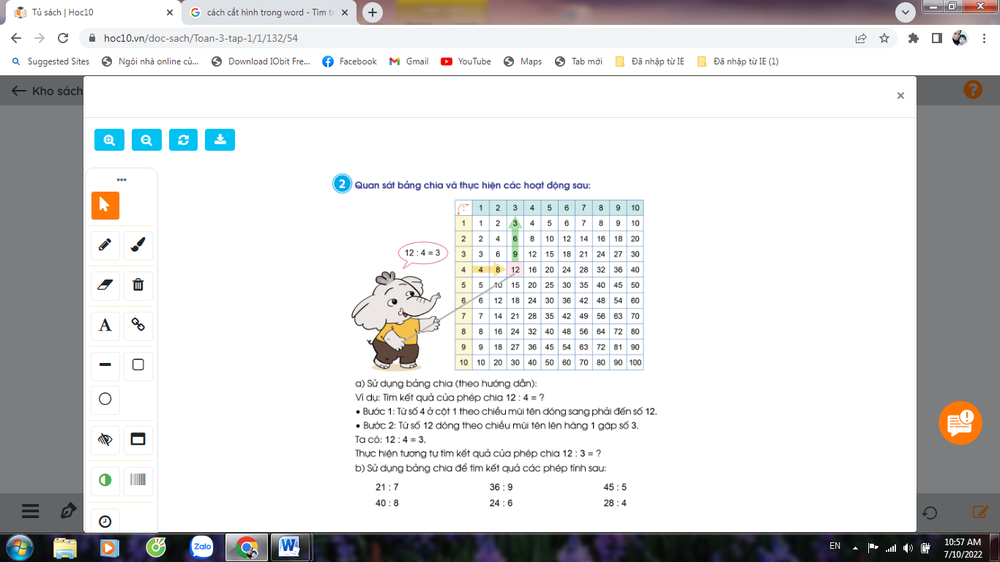 Tủ sách | Hoc10
cách cắt hình trong word - Tìm tr
hoc10.vn/doc-sach/Toan-3-tap-1/1/132/54
Suggested Sites
Ngôi nhà online củ...
Download IObit Fre...
Facebook
Gmail
YouTube
Maps
Tab mới
Đã nhập từ IE
Đã nhập từ IE (1)
Kho sách
2 Quan sát bảng chia và thực hiện các hoạt động sau:
: 1 2 3 4 5 6 7 8 9 10
1 1 2 3 4 5 6 7 8 9 10
2 2 4 6 8 10 12 14 16 18 20
12 : 4 = 3
3 3 6 9 12 15 18 21 24 27 30
4 4 8 12 16 20 24 28 32 36 40
5 5 10 15 20 25 30 35 40 45 50
6 6 12 18 24 30 36 42 48 54 60
7 7 14 21 28 35 42 49 56 63 70
8 8 16 24 32 40 48 56 64 72 80
9 9 18 27 36 45 54 63 72 81 90
10 10 20 30 40 50 60 70 80 90 100
a) Sử dụng bảng chia (theo hướng dẫn):
Ví dụ: Tìm kết quả của phép chia 12 : 4 = ?
• Bước 1: Từ số 4 ở cột 1 theo chiều mũi tên dóng sang phải đến số 12.
• Bước 2: Từ số 12 dóng theo chiều mũi tên lên hàng 1 gặp số 3.
Ta có: 12 : 4 = 3.
Thực hiện tương tự tìm kết quả của phép chia 12 : 3 = ?
b) Sử dụng bảng chia để tìm kết quả các phép tính sau:
21 : 7 36 : 9 45 : 5
40 : 8 24 : 6 28 : 4
A
Zalo
W
EN
10:57 AM
7/10/2022